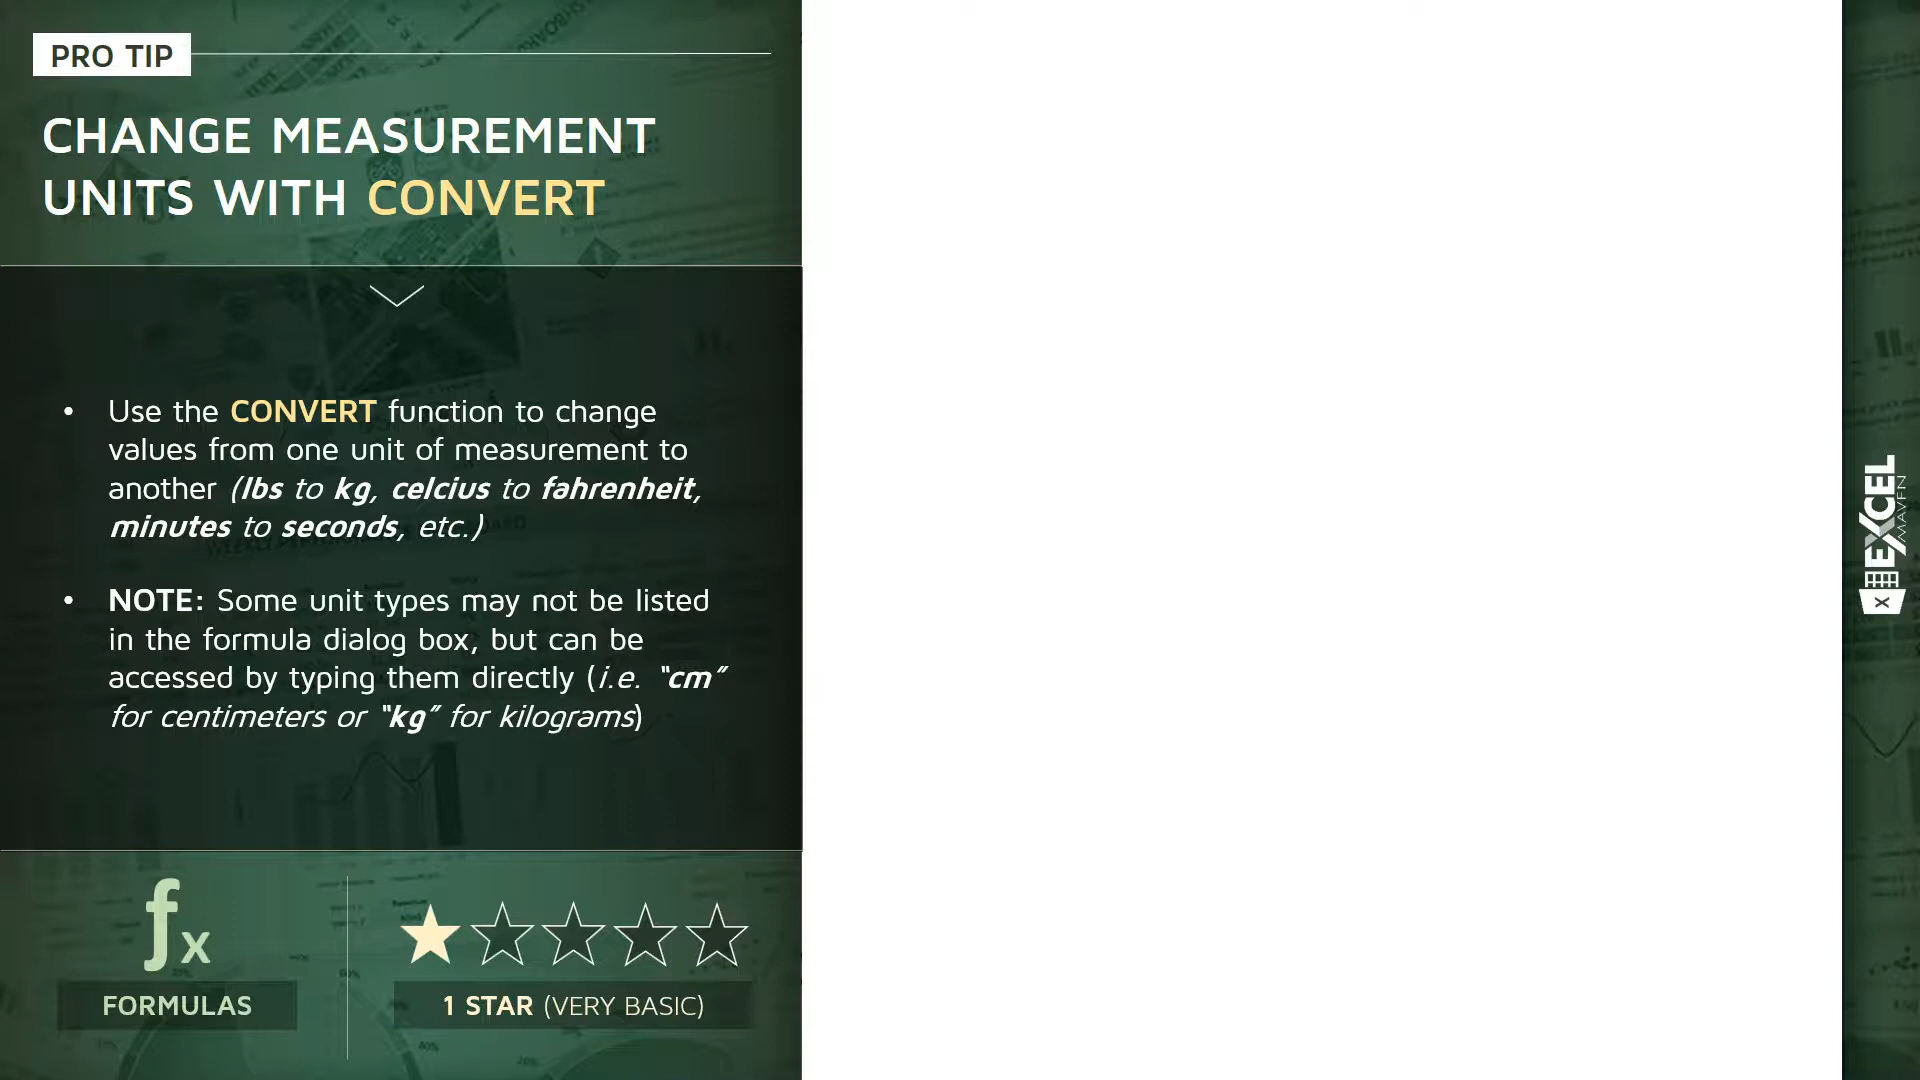 PRO TIP
CHANGE MEASUREMENT
UNITS WITH CONVERT
• Use the CONVERT function to change
values from one unit of measurement to
another (lbs to kg, celcius to fahrenheit,
minutes to seconds, etc.)
• NOTE: Some unit types may not be listed
in the formula dialog box, but can be
accessed by typing them directly (i.e. “cm”
for centimeters or “kg” for kilograms)
fx
FORMULAS
1 STAR (VERY BASIC)
X EXCEL
MAVEN